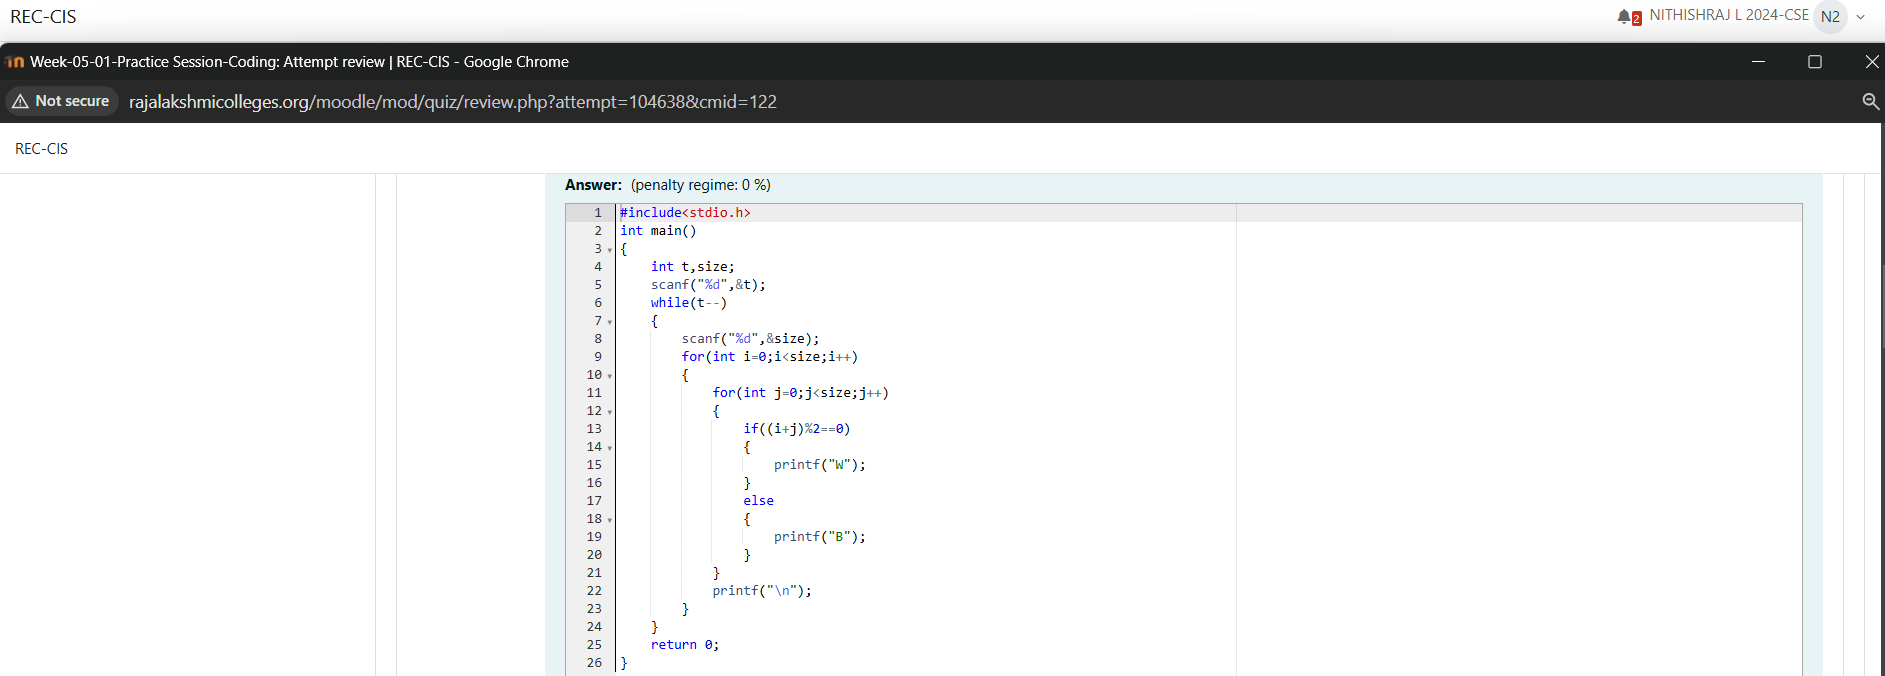 REC-CIS
2 NITHISHRAJ L 2024-CSE N2
Week-05-01-Practice Session-Coding: Attempt review | REC-CIS - Google Chrome
Not secure rajalakshmicolleges.org/moodle/mod/quiz/review.php?attempt=104638&cmid=122
REC-CIS
Answer: (penalty regime: 0 %)
1 #include<stdio.h>
2 int main()
3 {
4     int t,size;
5     scanf("%d",&t);
6     while(t--)
7     {
8         scanf("%d",&size);
9         for(int i=0;i<size;i++)
10         {
11             for(int j=0;j<size;j++)
12             {
13                 if((i+j)%2==0)
14                 {
15                     printf("W");
16                 }
17                 else
18                 {
19                     printf("B");
20                 }
21             }
22             printf("\n");
23         }
24     }
25     return 0;
26 }